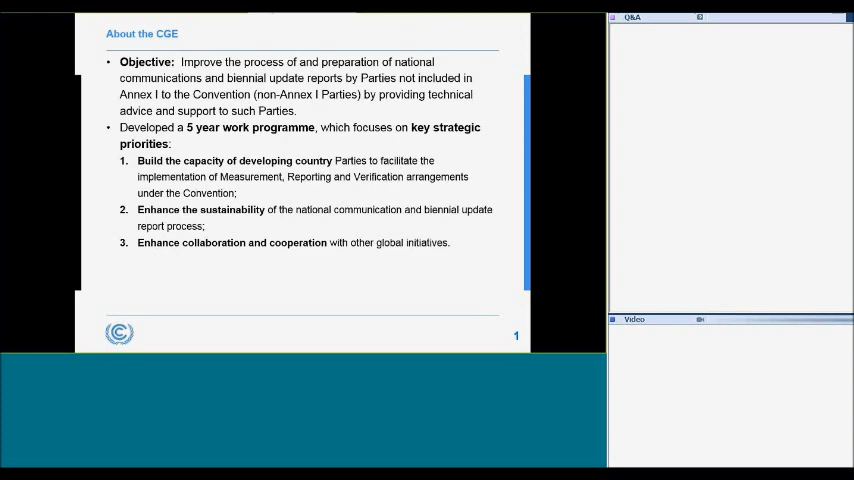 About the CGE
• Objective: Improve the process of and preparation of national
communications and biennial update reports by Parties not included in
Annex I to the Convention (non-Annex I Parties) by providing technical
advice and support to such Parties.
• Developed a 5 year work programme, which focuses on key strategic
priorities:
1. Build the capacity of developing country Parties to facilitate the
implementation of Measurement, Reporting and Verification arrangements
under the Convention;
2. Enhance the sustainability of the national communication and biennial update
report process;
3. Enhance collaboration and cooperation with other global initiatives.
1
Q&A
Video